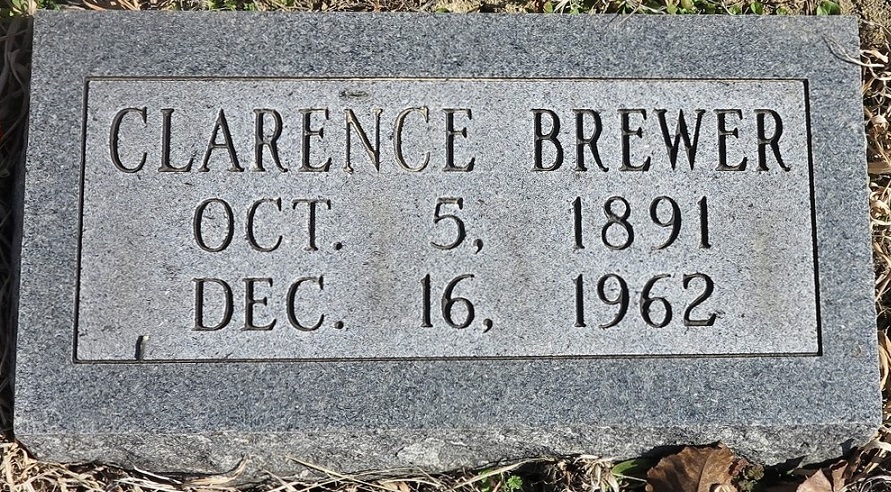 CLARENCE BREWER
OCT. 5, 1891
DEC. 16, 1962